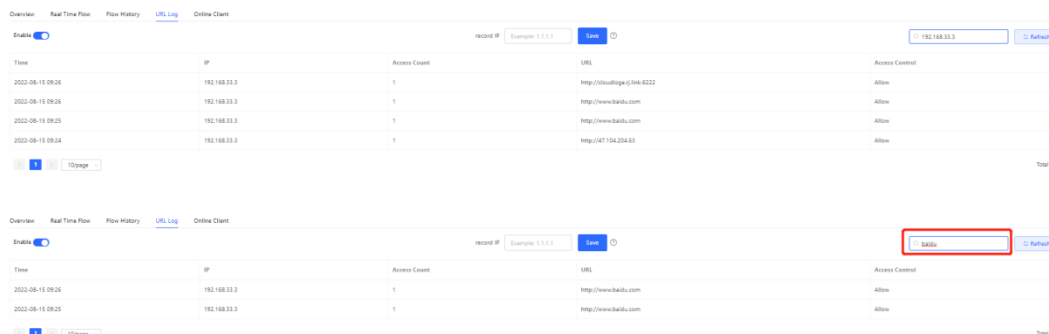 Overview Real Time Flow Flow History URL Log Online Client
Enable record IP Example: 1.1.1.1 Save 192.168.33.3 Refresh
Time IP Access Count URL Access Control
2022-08-15 09:26 192.168.33.3 1 http://cloudloga.rj.link:6222 Allow
2022-08-15 09:26 192.168.33.3 1 http://www.baidu.com Allow
2022-08-15 09:25 192.168.33.3 1 http://www.baidu.com Allow
2022-08-15 09:24 192.168.33.3 1 http://47.104.204.63 Allow
1 10/page Total
Overview Real Time Flow Flow History URL Log Online Client
Enable record IP Example: 1.1.1.1 Save baidu Refresh
Time IP Access Count URL Access Control
2022-08-15 09:26 192.168.33.3 1 http://www.baidu.com Allow
2022-08-15 09:25 192.168.33.3 1 http://www.baidu.com Allow
1 10/page Total